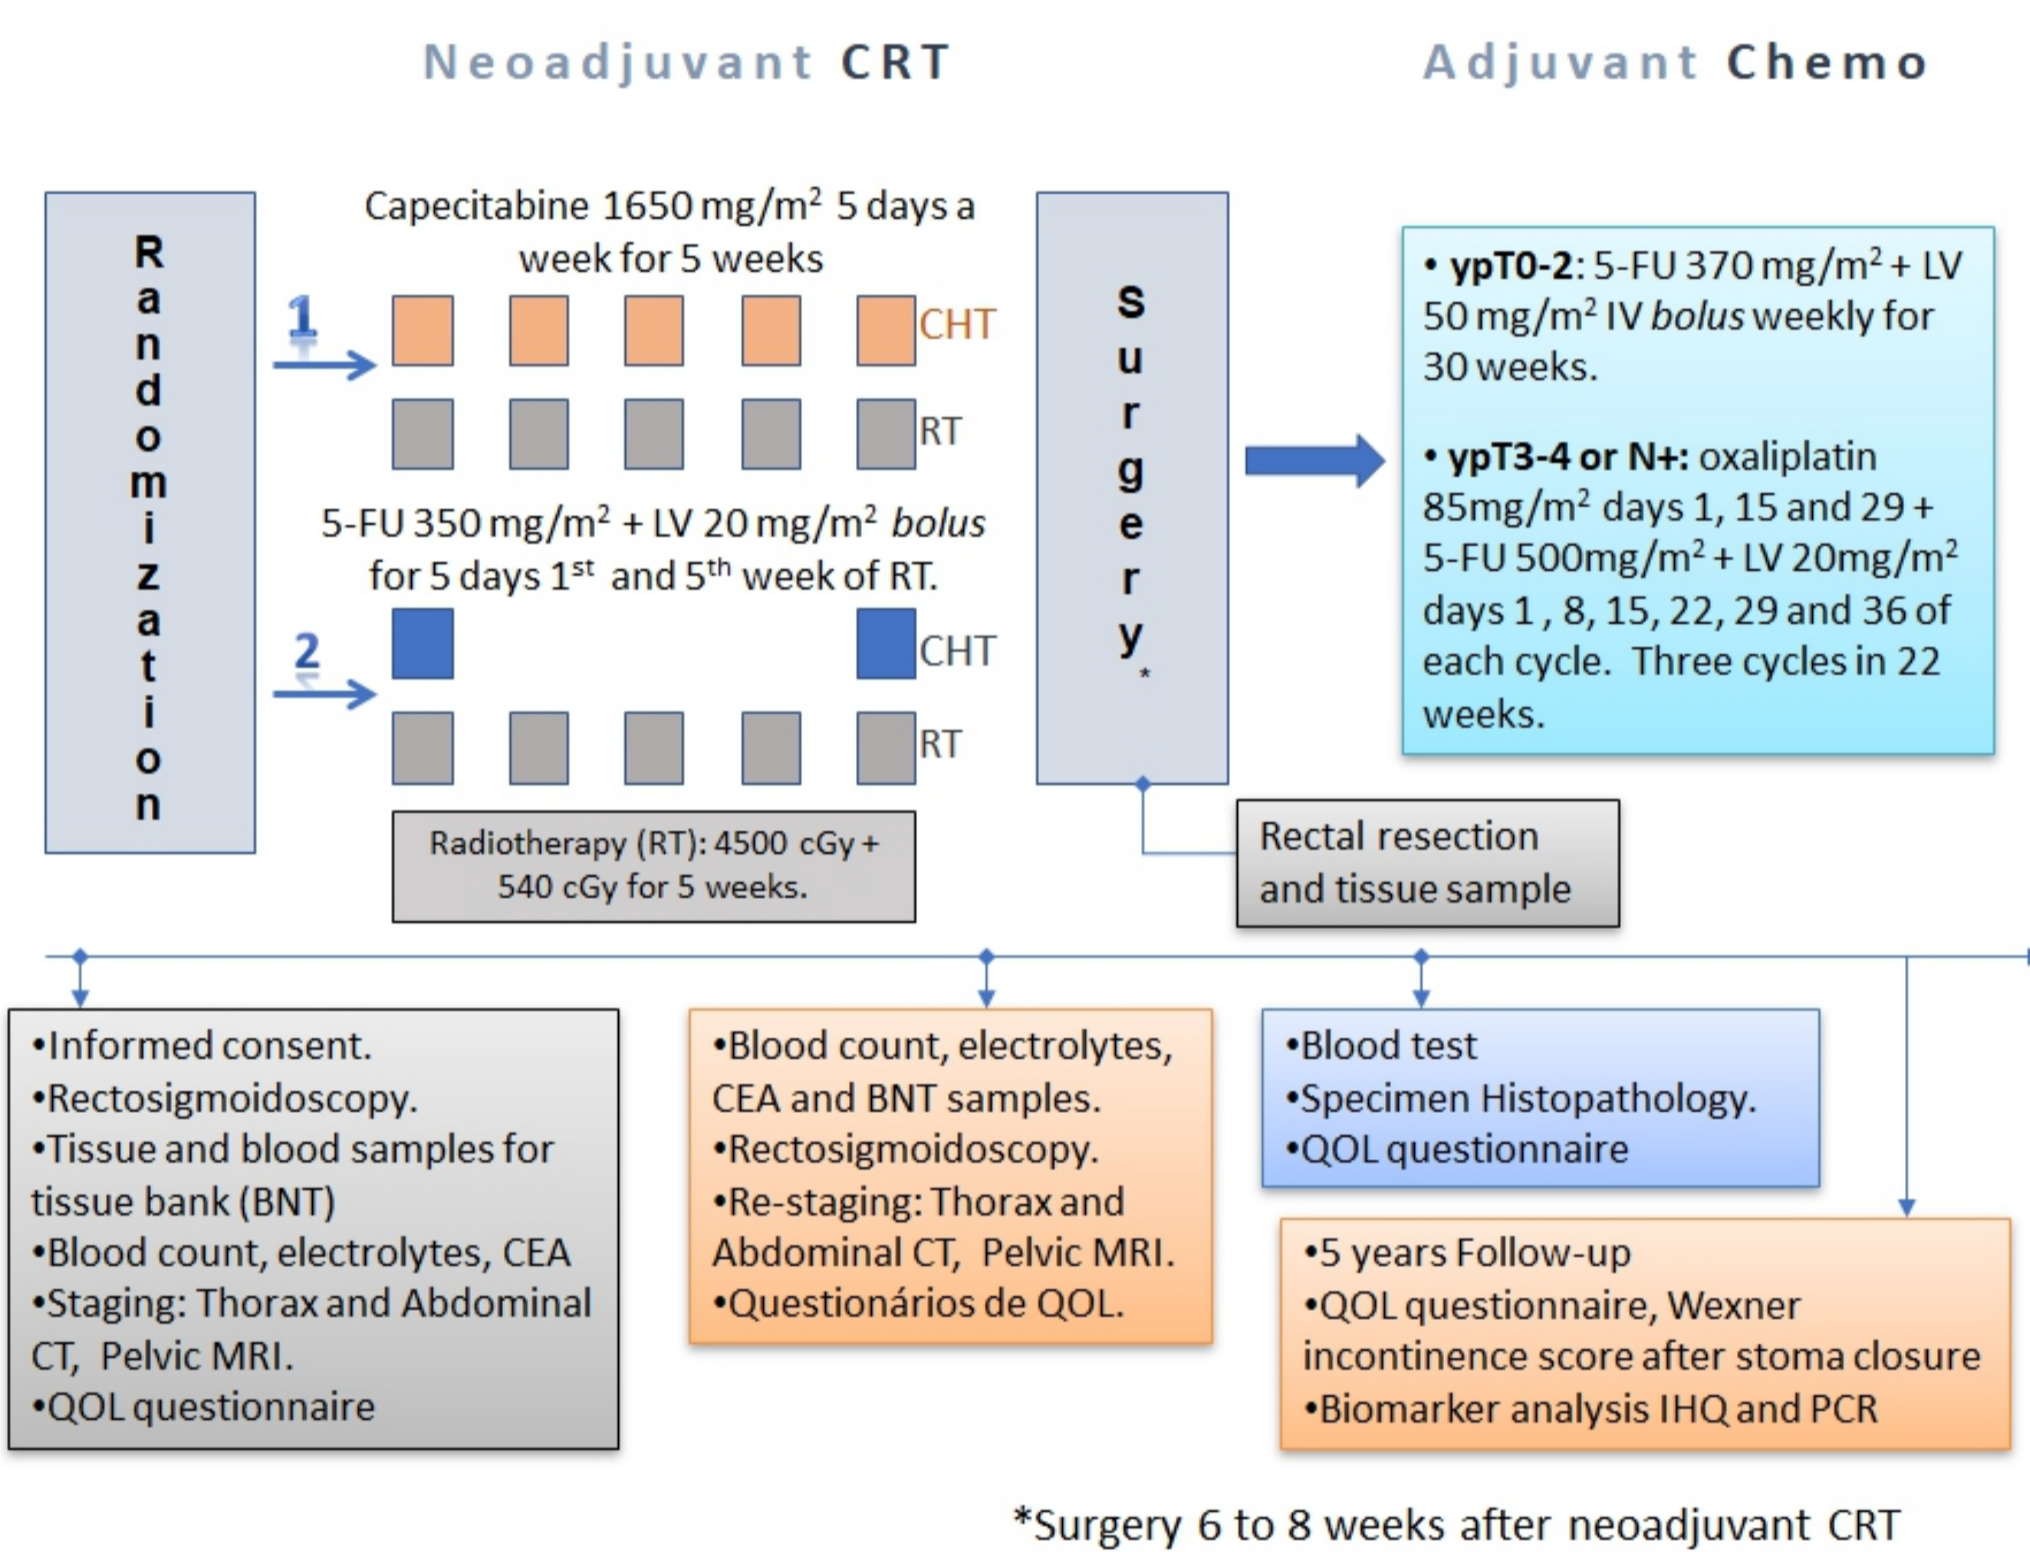 Neoadjuvant CRT
Adjuvant Chemo
Randomization
1
Capecitabine 1650 mg/m² 5 days a
week for 5 weeks
CHT
RT
5-FU 350 mg/m² + LV 20 mg/m² bolus
for 5 days 1st and 5th week of RT.
2
CHT
RT
Radiotherapy (RT): 4500 cGy +
540 cGy for 5 weeks.
Surgery*
Rectal resection
and tissue sample
• ypT0-2: 5-FU 370 mg/m² + LV
50 mg/m² IV bolus weekly for
30 weeks.
• ypT3-4 or N+: oxaliplatin
85mg/m² days 1, 15 and 29 +
5-FU 500mg/m² + LV 20mg/m²
days 1 , 8, 15, 22, 29 and 36 of
each cycle. Three cycles in 22
weeks.
•Informed consent.
•Rectosigmoidoscopy.
•Tissue and blood samples for
tissue bank (BNT)
•Blood count, electrolytes, CEA
•Staging: Thorax and Abdominal
CT, Pelvic MRI.
•QOL questionnaire
•Blood count, electrolytes,
CEA and BNT samples.
•Rectosigmoidoscopy.
•Re-staging: Thorax and
Abdominal CT, Pelvic MRI.
•Questionários de QOL.
•Blood test
•Specimen Histopathology.
•QOL questionnaire
•5 years Follow-up
•QOL questionnaire, Wexner
incontinence score after stoma closure
•Biomarker analysis IHQ and PCR
*Surgery 6 to 8 weeks after neoadjuvant CRT